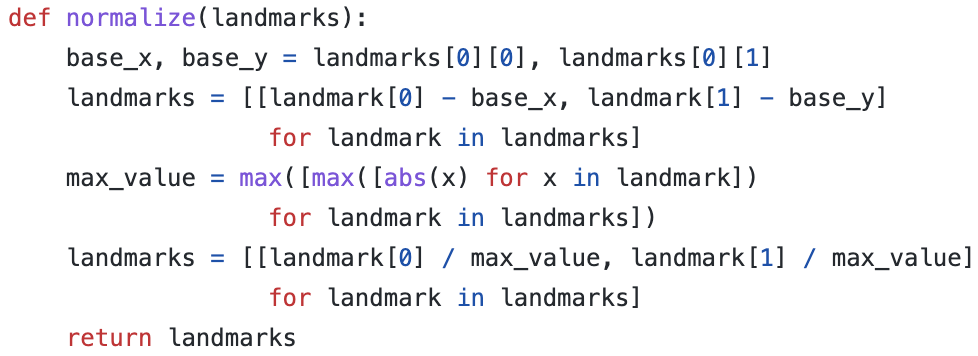 def normalize(landmarks):
    base_x, base_y = landmarks[0][0], landmarks[0][1]
    landmarks = [[landmark[0] - base_x, landmark[1] - base_y]
                 for landmark in landmarks]
    max_value = max([max([abs(x) for x in landmark])
                 for landmark in landmarks])
    landmarks = [[landmark[0] / max_value, landmark[1] / max_value]
                 for landmark in landmarks]
    return landmarks